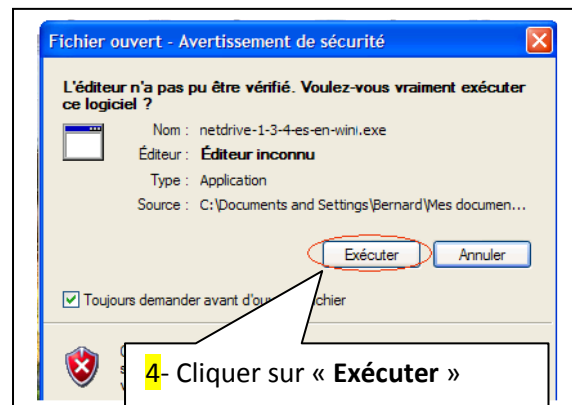 Fichier ouvert - Avertissement de sécurité
L'éditeur n'a pas pu être vérifié. Voulez-vous vraiment exécuter
ce logiciel ?
Nom : netdrive-1-3-4-es-en-wini.exe
Éditeur : Éditeur inconnu
Type : Application
Source : C:\Documents and Settings\Bernard\Mes documen...
Exécuter Annuler
Toujours demander avant d'ou chier
4- Cliquer sur « Exécuter »